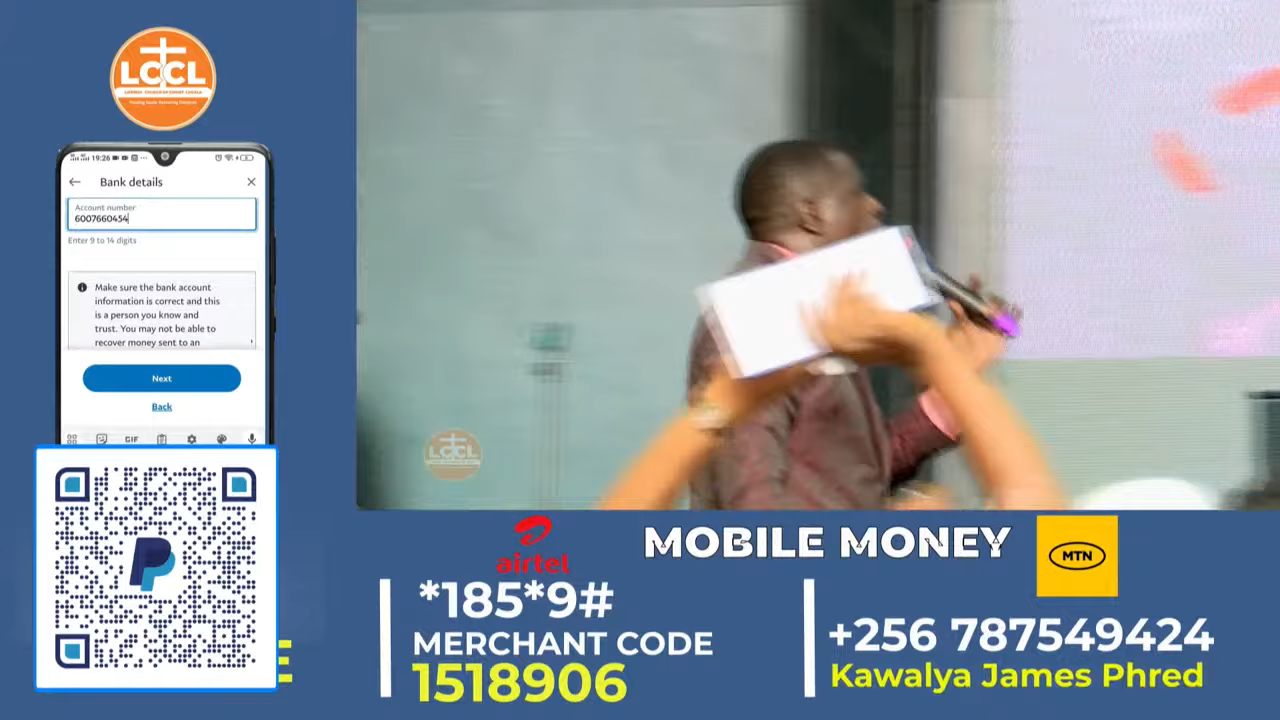 LCCL
19:26
Bank details
Account number
6007660454
Enter 9 to 14 digits
Make sure the bank account
information is correct and this
is a person you know and
trust. You may not be able to
recover money sent to an
Next
Back
GIF
LCCL
airtel
MOBILE MONEY
MTN
*185*9#
MERCHANT CODE
1518906
+256 787549424
Kawalya James Phred
E